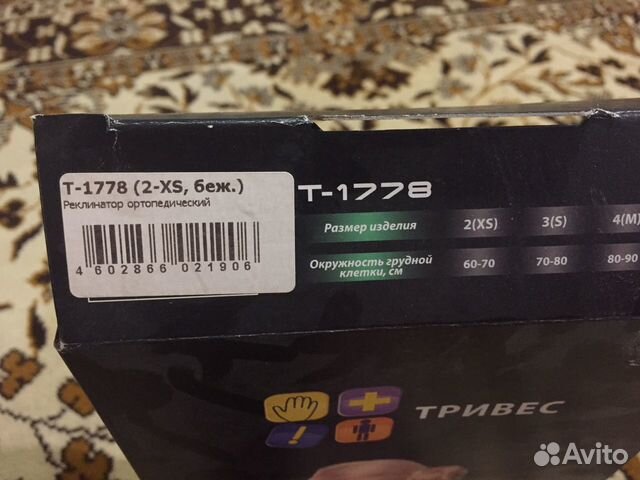 T-1778 (2-XS, беж.)
Реклинатор ортопедический
4 602866 021906
T-1778
Размер изделия 2(XS) 3(S) 4(M)
Окружность грудной клетки, см 60-70 70-80 80-90
ТРИВЕС
Avito